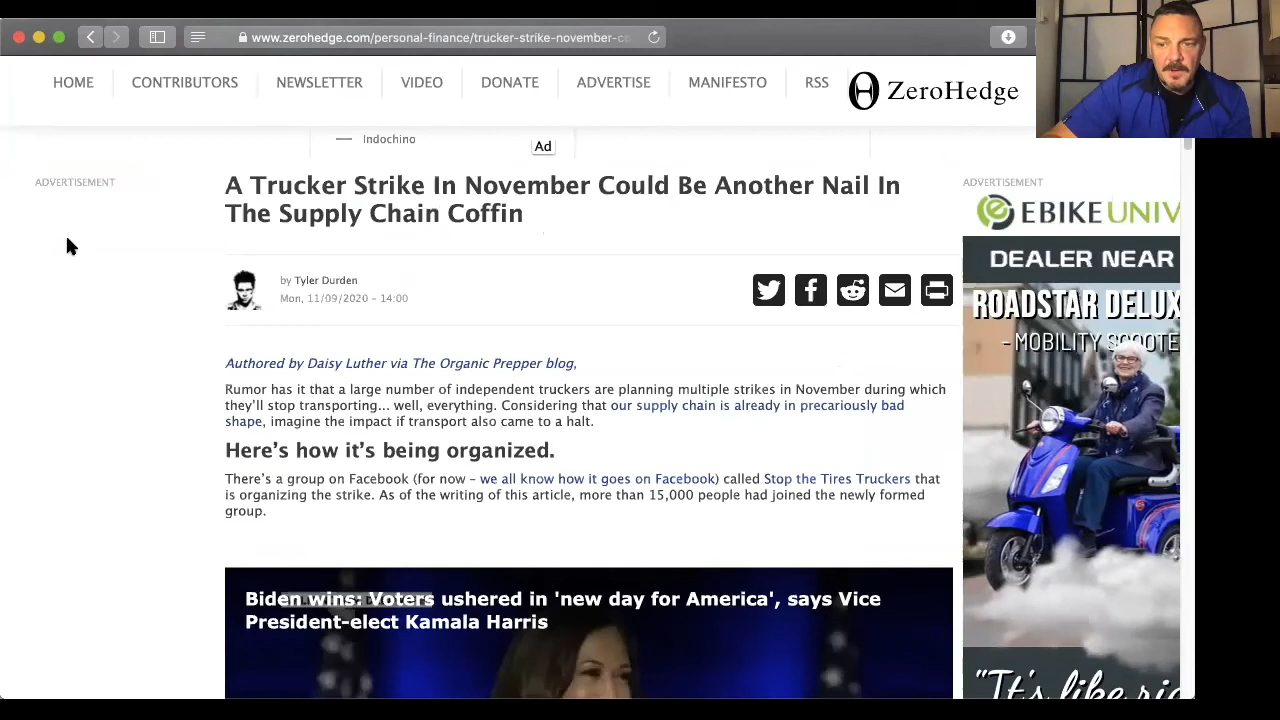 www.zerohedge.com/personal-finance/trucker-strike-november-c
HOME CONTRIBUTORS NEWSLETTER VIDEO DONATE ADVERTISE MANIFESTO RSS ZeroHedge
Indochino
Ad
ADVERTISEMENT
ADVERTISEMENT
EBIKE UNIV
DEALER NEAR
ROADSTAR DELUX
- MOBILITY SCOOTE
A Trucker Strike In November Could Be Another Nail In
The Supply Chain Coffin
by Tyler Durden
Mon, 11/09/2020 - 14:00
Authored by Daisy Luther via The Organic Prepper blog,
Rumor has it that a large number of independent truckers are planning multiple strikes in November during which
they'll stop transporting... well, everything. Considering that our supply chain is already in precariously bad
shape, imagine the impact if transport also came to a halt.
Here's how it's being organized.
There's a group on Facebook (for now – we all know how it goes on Facebook) called Stop the Tires Truckers that
is organizing the strike. As of the writing of this article, more than 15,000 people had joined the newly formed
group.
Biden wins: Voters ushered in 'new day for America', says Vice
President-elect Kamala Harris
"It's like ri